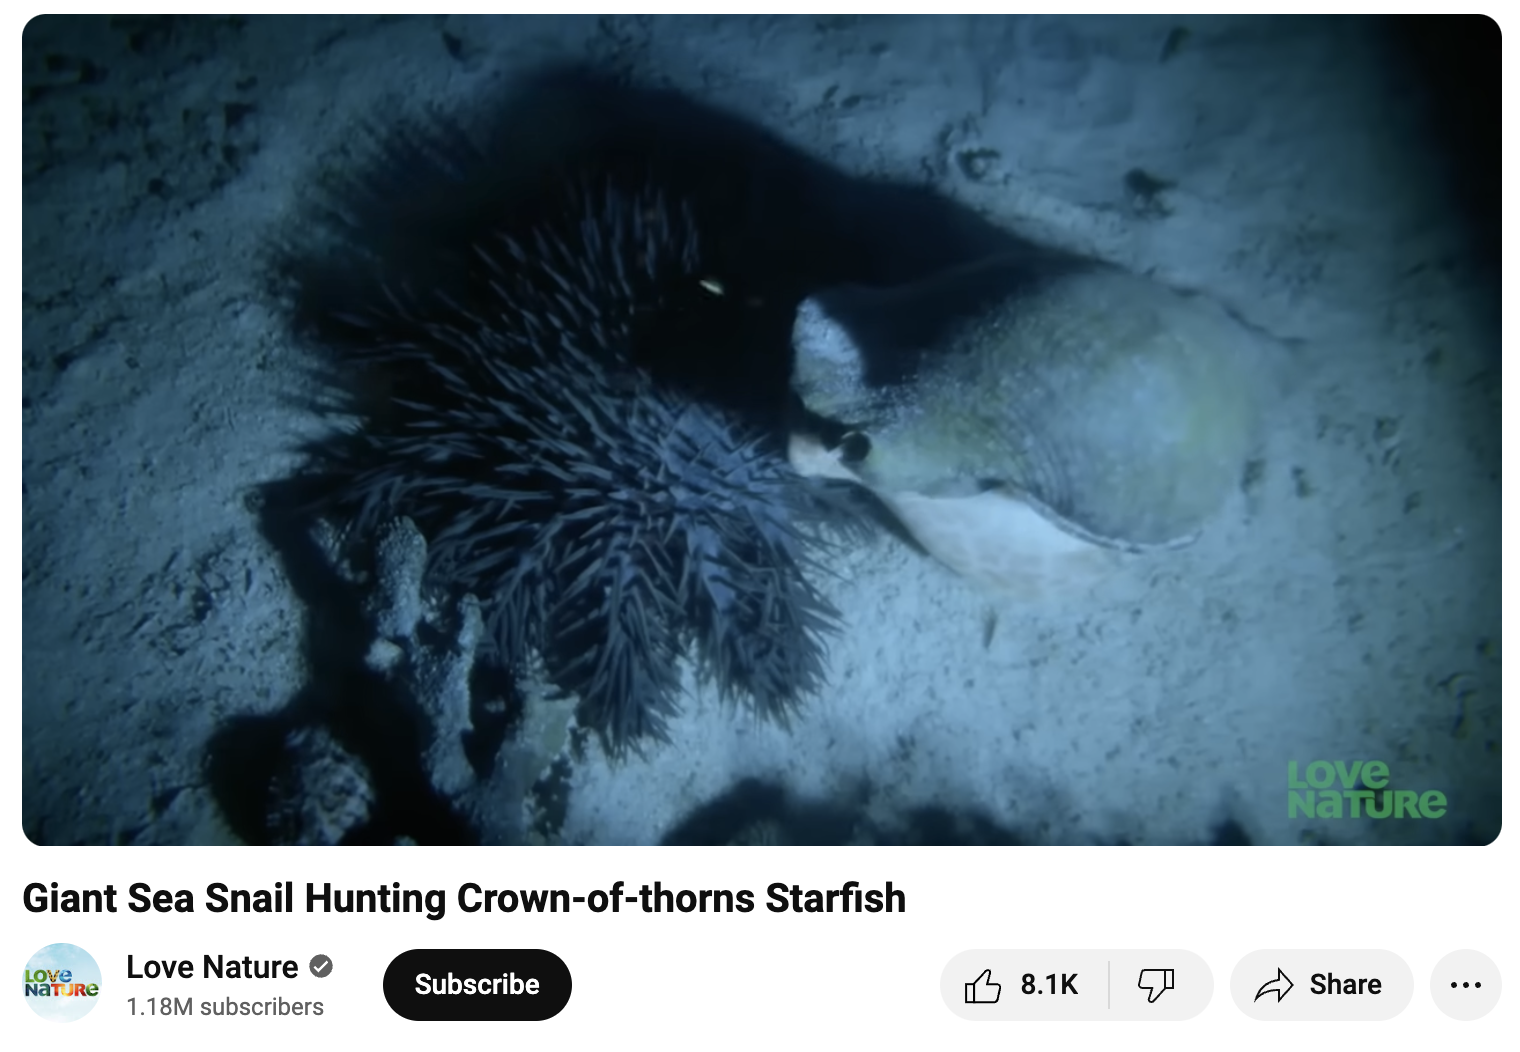 LOVE
NATURE
Giant Sea Snail Hunting Crown-of-thorns Starfish
LOVE
NATURE
Love Nature
1.18M subscribers
Subscribe
8.1K
Share